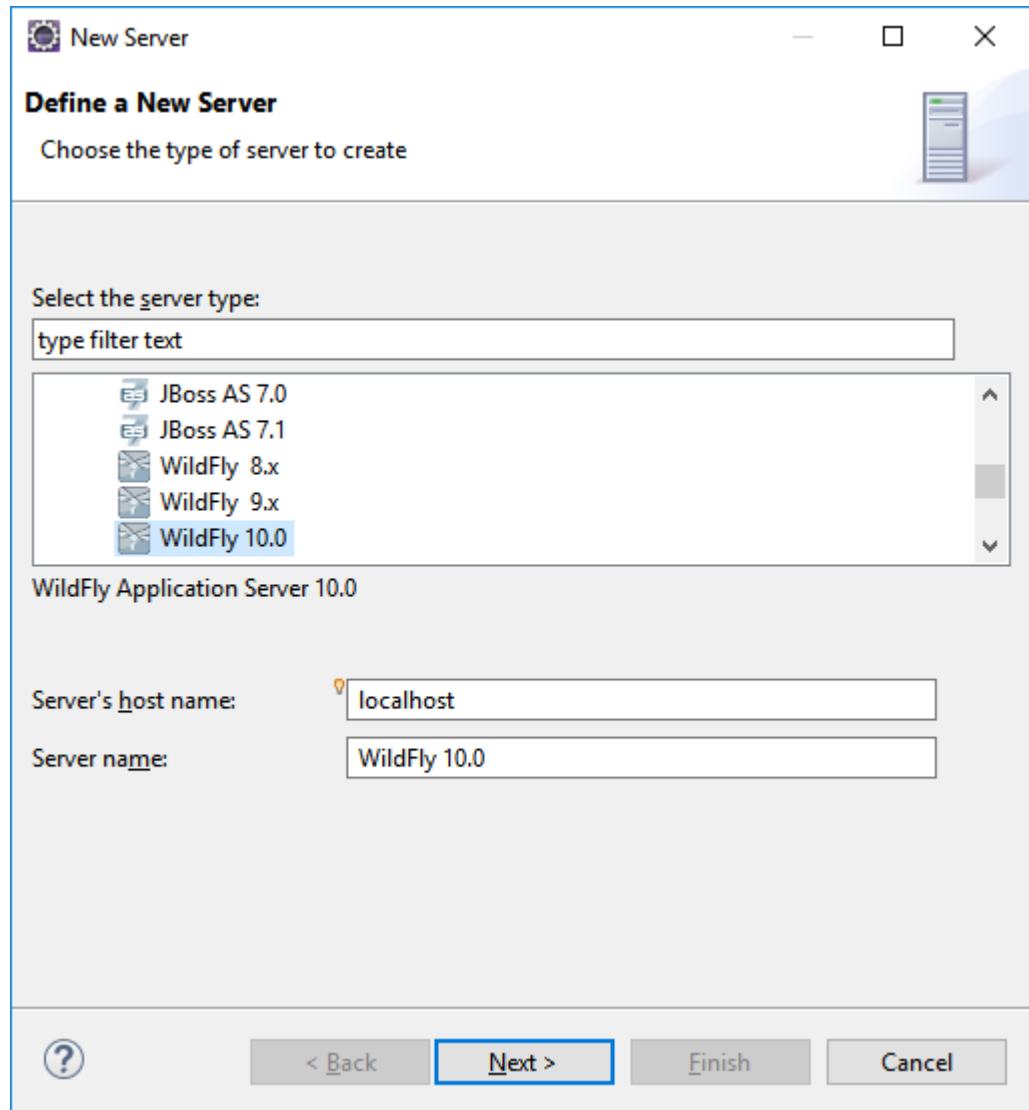 New Server
Define a New Server
Choose the type of server to create
Select the server type:
type filter text
JBoss AS 7.0
JBoss AS 7.1
WildFly  8.x
WildFly  9.x
WildFly 10.0
WildFly Application Server 10.0
Server's host name: localhost
Server name: WildFly 10.0
? < Back Next > Finish Cancel